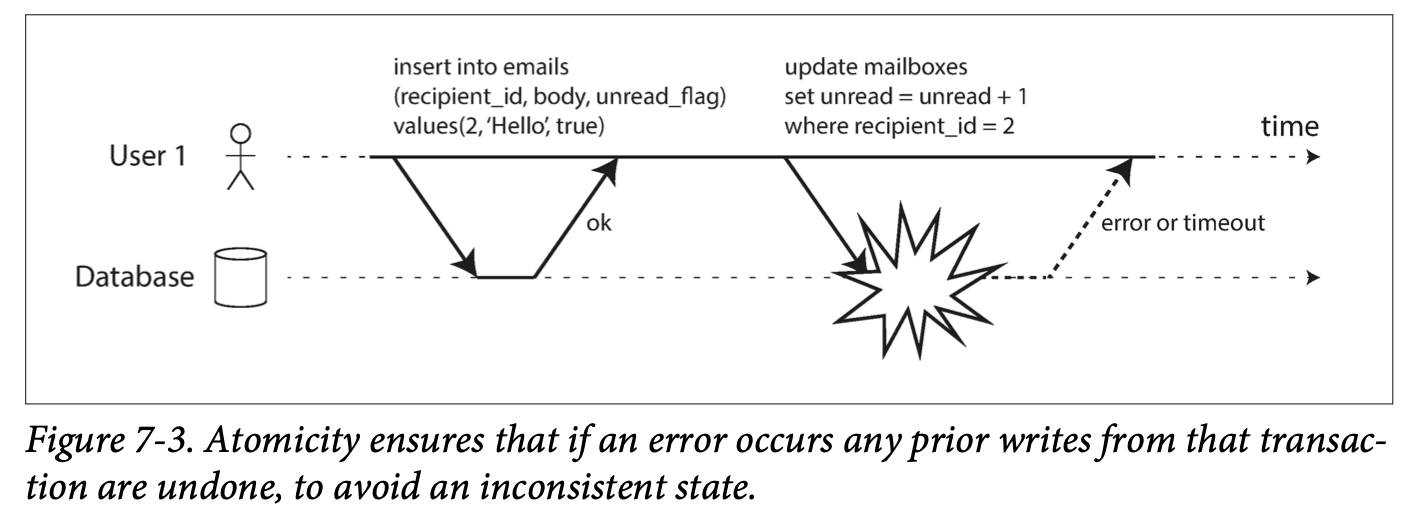 insert into emails
(recipient_id, body, unread_flag)
values(2, ‘Hello’, true)
update mailboxes
set unread = unread + 1
where recipient_id = 2
time
User 1
ok
error or timeout
Database
Figure 7-3. Atomicity ensures that if an error occurs any prior writes from that transac-
tion are undone, to avoid an inconsistent state.